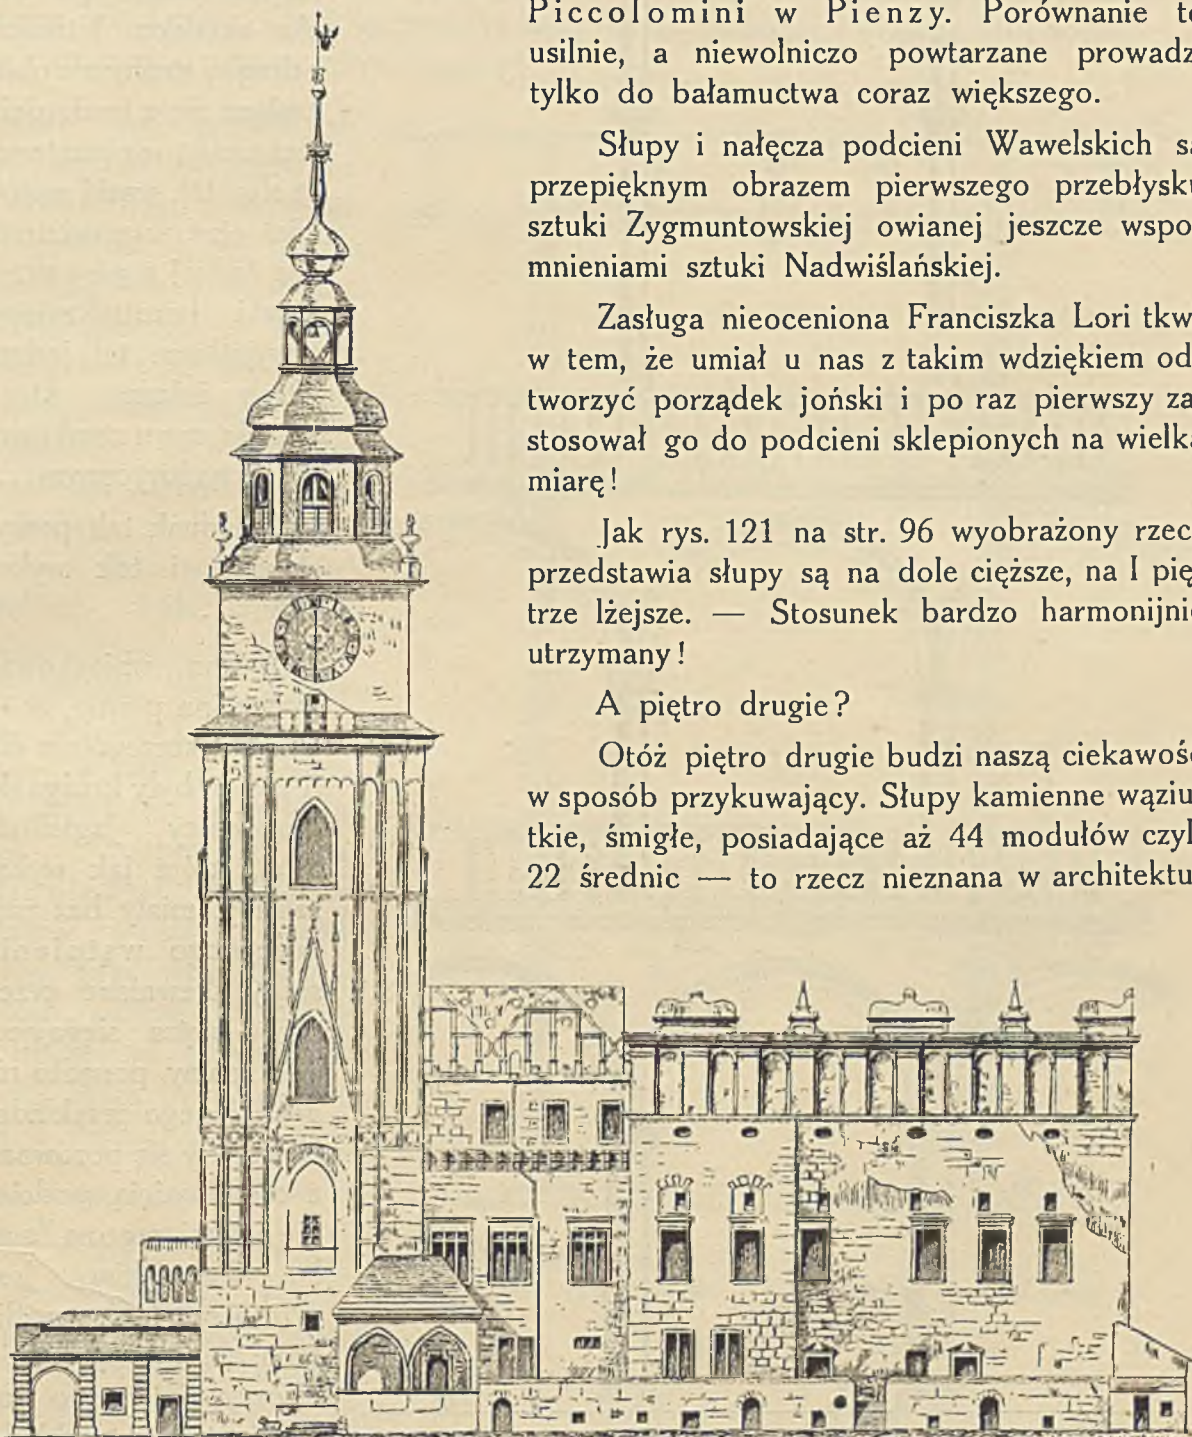 Piccolomini w Pienzy. Porównanie te
usilnie, a niewolniczo powtarzane prowadz
tylko do bałamuctwa coraz większego.
Słupy i nałęcza podcieni Wawelskich są
przepięknym obrazem pierwszego przebłysku
sztuki Zygmuntowskiej owianej jeszcze wspo-
mnieniami sztuki Nadwiślańskiej.
Zasługa nieoceniona Franciszka Lori tkwi
w tem, że umiał u nas z takim wdziękiem od-
tworzyć porządek joński i po raz pierwszy za-
stosował go do podcieni sklepionych na wielką
miarę!
Jak rys. 121 na str. 96 wyobrażony rzecz
przedstawia słupy są na dole cięższe, na I pię-
trze lżejsze. — Stosunek bardzo harmonijnie
utrzymany!
A piętro drugie?
Otóż piętro drugie budzi naszą ciekawość
w sposób przykuwający. Słupy kamienne wąziu-
tkie, śmigłe, posiadające aż 44 modułów czyli
22 średnic — to rzecz nieznana w architektu-